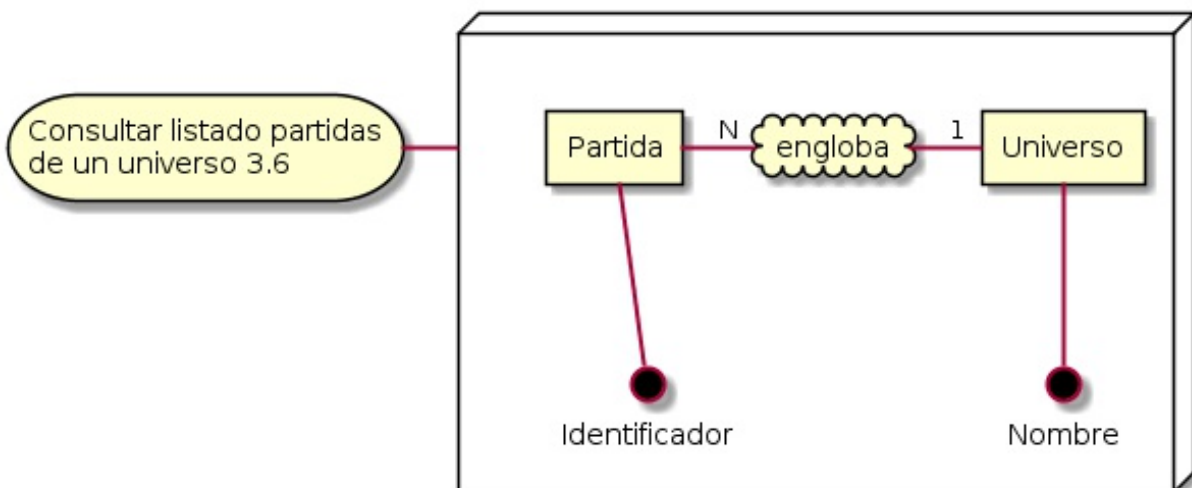 Consultar listado partidas
de un universo 3.6
Partida
N
engloba
1
Universo
Identificador
Nombre